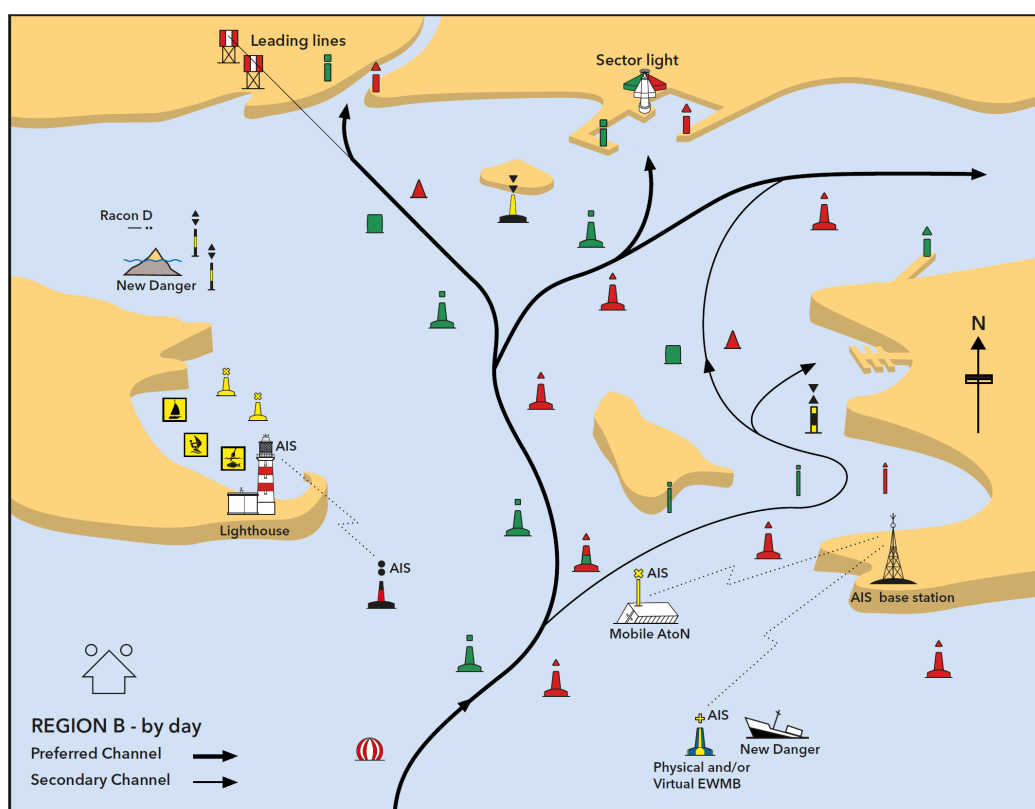 Leading lines
Sector light
Racon D
New Danger
N
AIS
Lighthouse
AIS
AIS
Mobile AtoN
AIS base station
REGION B - by day
Preferred Channel
Secondary Channel
AIS
New Danger
Physical and/or
Virtual EWMB